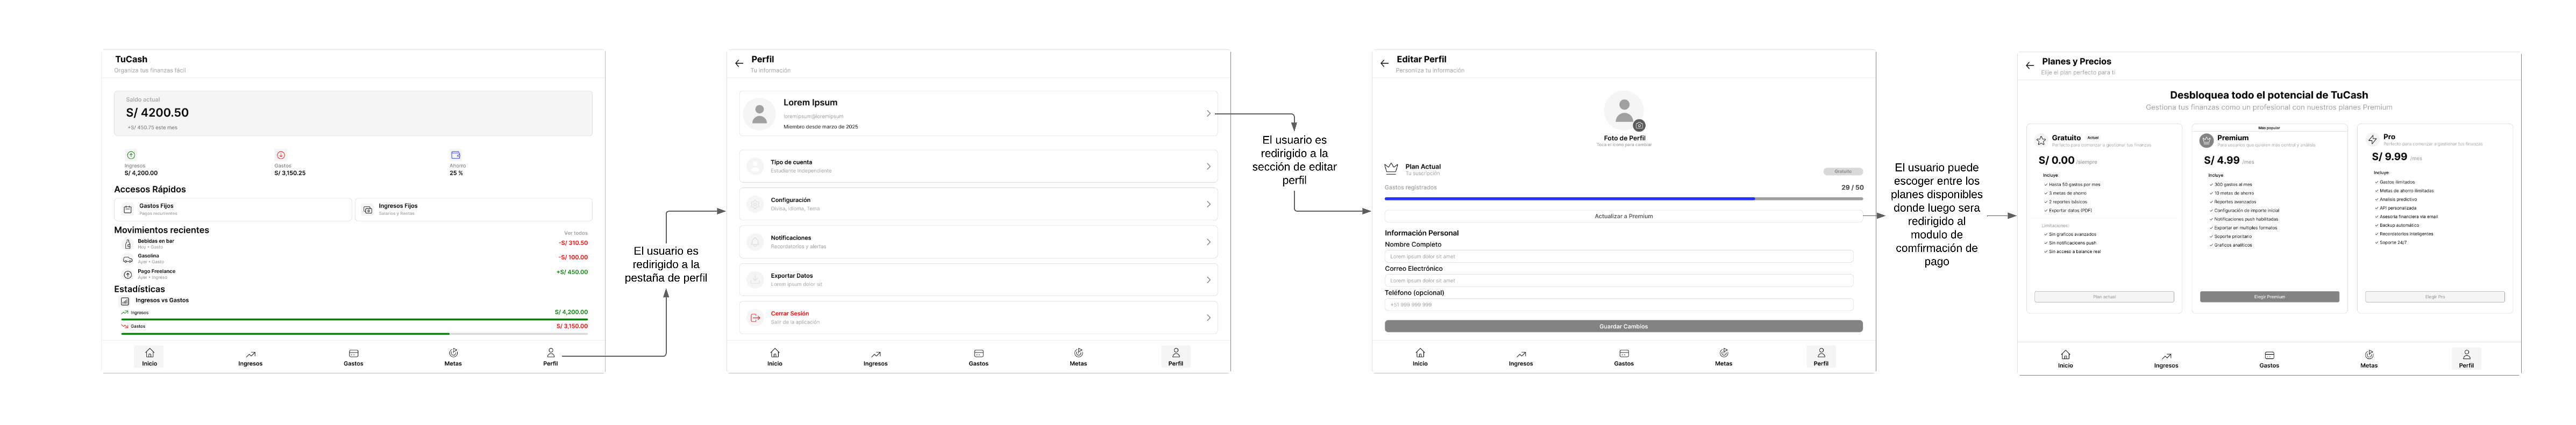 TuCash
Organiza tus finanzas fácil
Saldo actual
S/ 4200.50
+S/ 450.75 este mes
Ingresos
S/ 4,200.00
Gastos
S/ 3,150.25
Ahorro
25 %
Accesos Rápidos
Gastos Fijos
Pagos recurrentes
Ingresos Fijos
Salarios y Rentas
Movimientos recientes
Ver todos
Bebidas en bar
Hoy • Gasto
-S/ 310.50
Gasolina
Ayer • Gasto
-S/ 100.00
Pago Freelance
Ayer • Ingreso
+S/ 450.00
Estadísticas
Ingresos vs Gastos
Ingresos
S/ 4,200.00
Gastos
S/ 3,150.00
Inicio
Ingresos
Gastos
Metas
Perfil
El usuario es
redirigido a la
pestaña de perfil
Perfil
Tu información
Lorem Ipsum
loremipsum@loremipsum
Miembro desde marzo de 2025
Tipo de cuenta
Estudiante Independiente
Configuración
Divisa, idioma, Tema
Notificaciones
Recordatorios y alertas
Exportar Datos
Lorem ipsum dolor sit
Cerrar Sesión
Salir de la aplicación
Inicio
Ingresos
Gastos
Metas
Perfil
El usuario es
redirigido a la
sección de editar
perfil
Editar Perfil
Personliza tu información
Foto de Perfil
Toca el icono para cambiar
Plan Actual
Tu suscripción
Gratuito
Gaxtos registrados
29 / 50
Actualizar a Premium
Información Personal
Nombre Completo
Lorem ipsum dolor sit amet
Correo Electrónico
Lorem ipsum dolor sit amet
Teléfono (opcional)
+51 999 999 999
Guardar Cambios
Inicio
Ingresos
Gastos
Metas
Perfil
El usuario puede
escoger entre los
planes disponibles
donde luego sera
redirigido al
modulo de
comfirmación de
pago
Planes y Precios
Elije el plan perfecto para ti
Desbloquea todo el potencial de TuCash
Gestiona tus finanzas como un profesional con nuestros planes Premium
Gratuito
Actual
Perfecto para comenzar a gestionar tus finanzas
S/ 0.00 /siempre
Incluye
✓ Hasta 50 gastos por mes
✓ 3 metas de ahorro
✓ 2 reportes básicos
✓ Exportar datos (PDF)
Limitaciones:
✓ Sin graficos avanzados
✓ Sin notificaciones push
✓ Sin acceso a balance real
Plan actual
Más popular
Premium
Para usuarios que quieren más control y análisis
S/ 4.99 /mes
Incluye
✓ 300 gastos al mes
✓ 10 metas de ahorro
✓ Reportes avanzados
✓ Configuración de importe inicial
✓ Notificaciones push habilitadas
✓ Exportar en multiples formatos
✓ Soporte prioritario
✓ Graficos analíticos
Elegir Premium
Pro
Perfecto para comenzar a gestionar tus finanzas
S/ 9.99 /mes
Incluye
✓ Gastos ilimitados
✓ Metas de ahorro ilimitadas
✓ Analisis predictivo
✓ API personalizada
✓ Asesoria financiera via email
✓ Backup automático
✓ Recordatorios inteligentes
✓ Soporte 24/7
Elegir Pro
Inicio
Ingresos
Gastos
Metas
Perfil